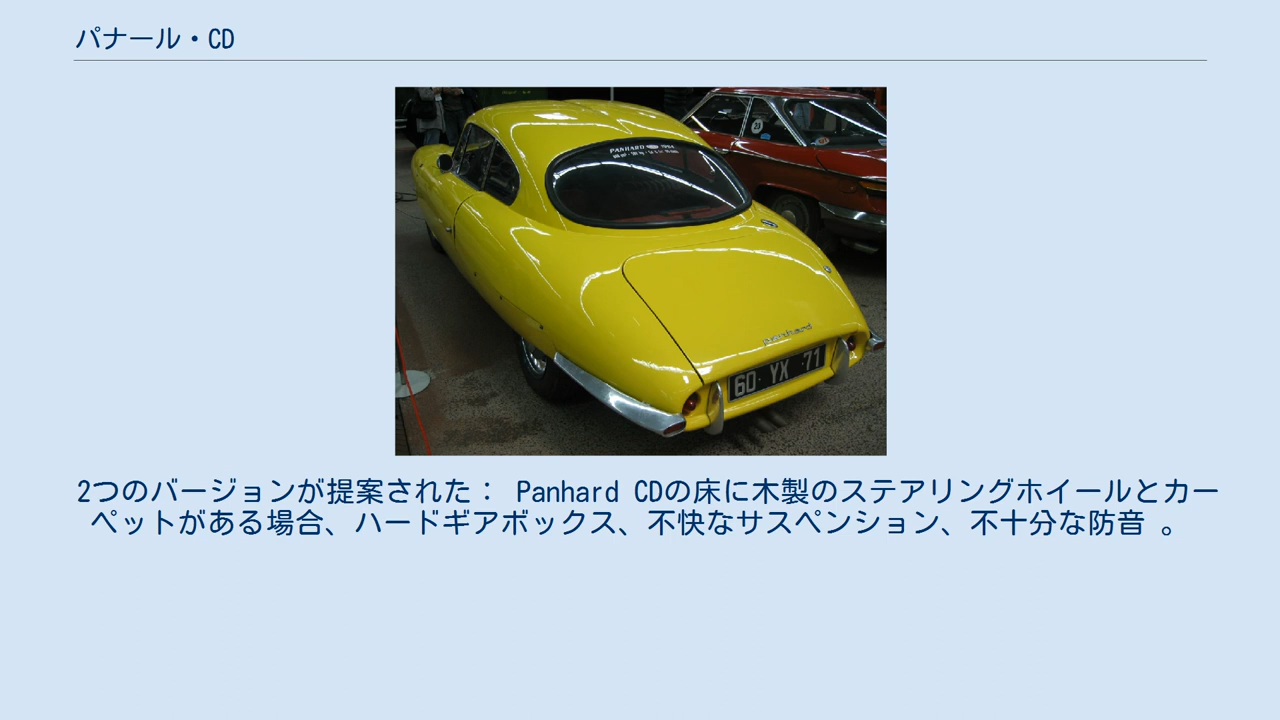 パナール・CD
PANHARD
1964
panhard
60 YX 71
2つのバージョンが提案された： Panhard CDの床に木製のステアリングホイールとカー
ペットがある場合、ハードギアボックス、不快なサスペンション、不十分な防音 。